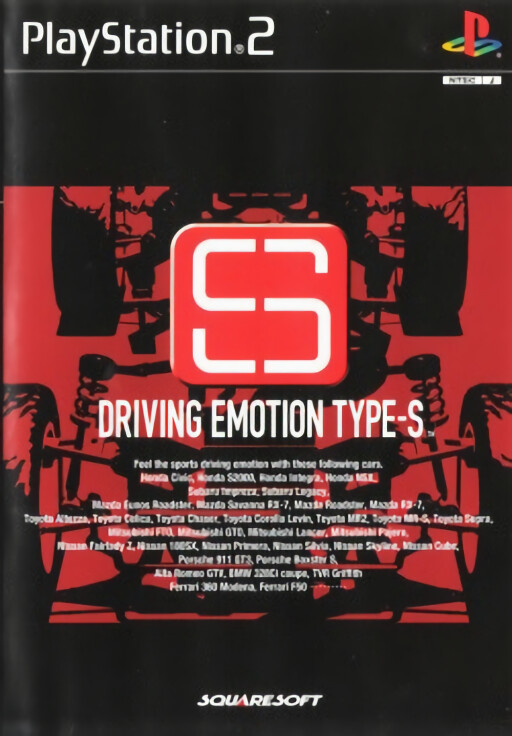 PlayStation®2
NTSC J
S
DRIVING EMOTION TYPE-S™
Feel the sports driving emotion with these following cars.
Honda Civic, Honda S2000, Honda Integra, Honda NSX,
Subaru Impreza, Subaru Legacy,
Mazda Eunos Roadster, Mazda Savanna RX-7, Mazda Roadster, Mazda RX-7,
Toyota Altezza, Toyota Celica, Toyota Chaser, Toyota Corolla Levin, Toyota MR2, Toyota MR-S, Toyota Supra,
Mitsubishi FTO, Mitsubishi GTO, Mitsubishi Lancer, Mitsubishi Pajero,
Nissan Fairlady Z, Nissan 180SX, Nissan Primera, Nissan Silvia, Nissan Skyline, Nissan Cube,
Porsche 911 GT3, Porsche Boxster S,
Alfa Romeo GTV, BMW 328Ci coupe, TVR Griffith
Ferrari 360 Modena, Ferrari F50 ··········
SQUARESOFT